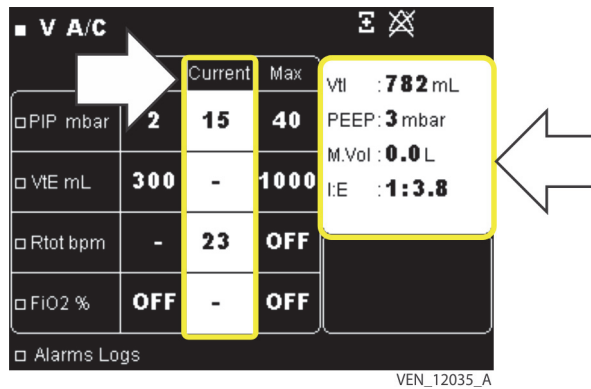 V A/C
Current Max
PIP mbar 2 15 40
VtE mL 300 - 1000
Rtot bpm - 23 OFF
FiO2 % OFF - OFF
VtI : 782 mL
PEEP: 3 mbar
M.Vol : 0.0 L
I:E : 1:3.8
Alarms Logs
VEN_12035_A